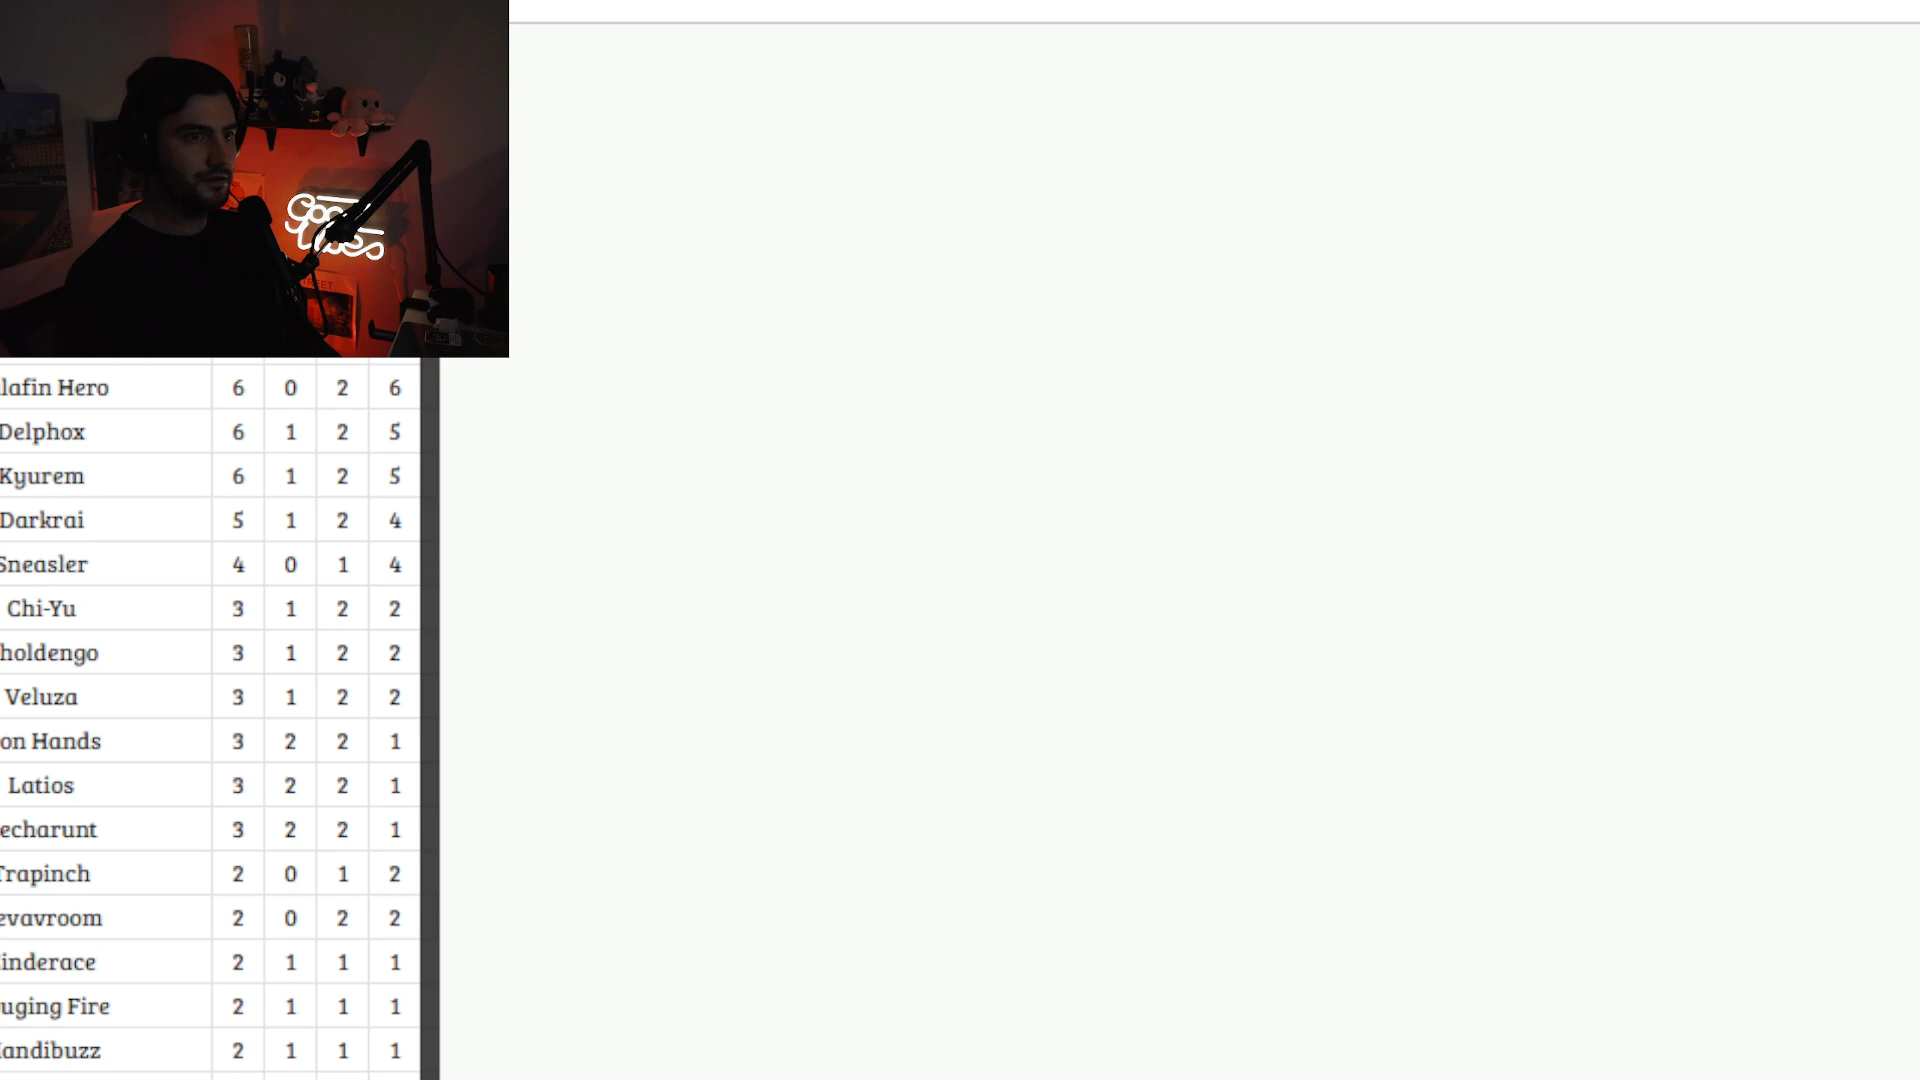 Good
Vibes
REET
lafin Hero 6 0 2 6
Delphox 6 1 2 5
Kyurem 6 1 2 5
Darkrai 5 1 2 4
Sneasler 4 0 1 4
Chi-Yu 3 1 2 2
holdengo 3 1 2 2
Veluza 3 1 2 2
on Hands 3 2 2 1
Latios 3 2 2 1
echarunt 3 2 2 1
Trapinch 2 0 1 2
evavroom 2 0 2 2
inderace 2 1 1 1
uging Fire 2 1 1 1
andibuzz 2 1 1 1